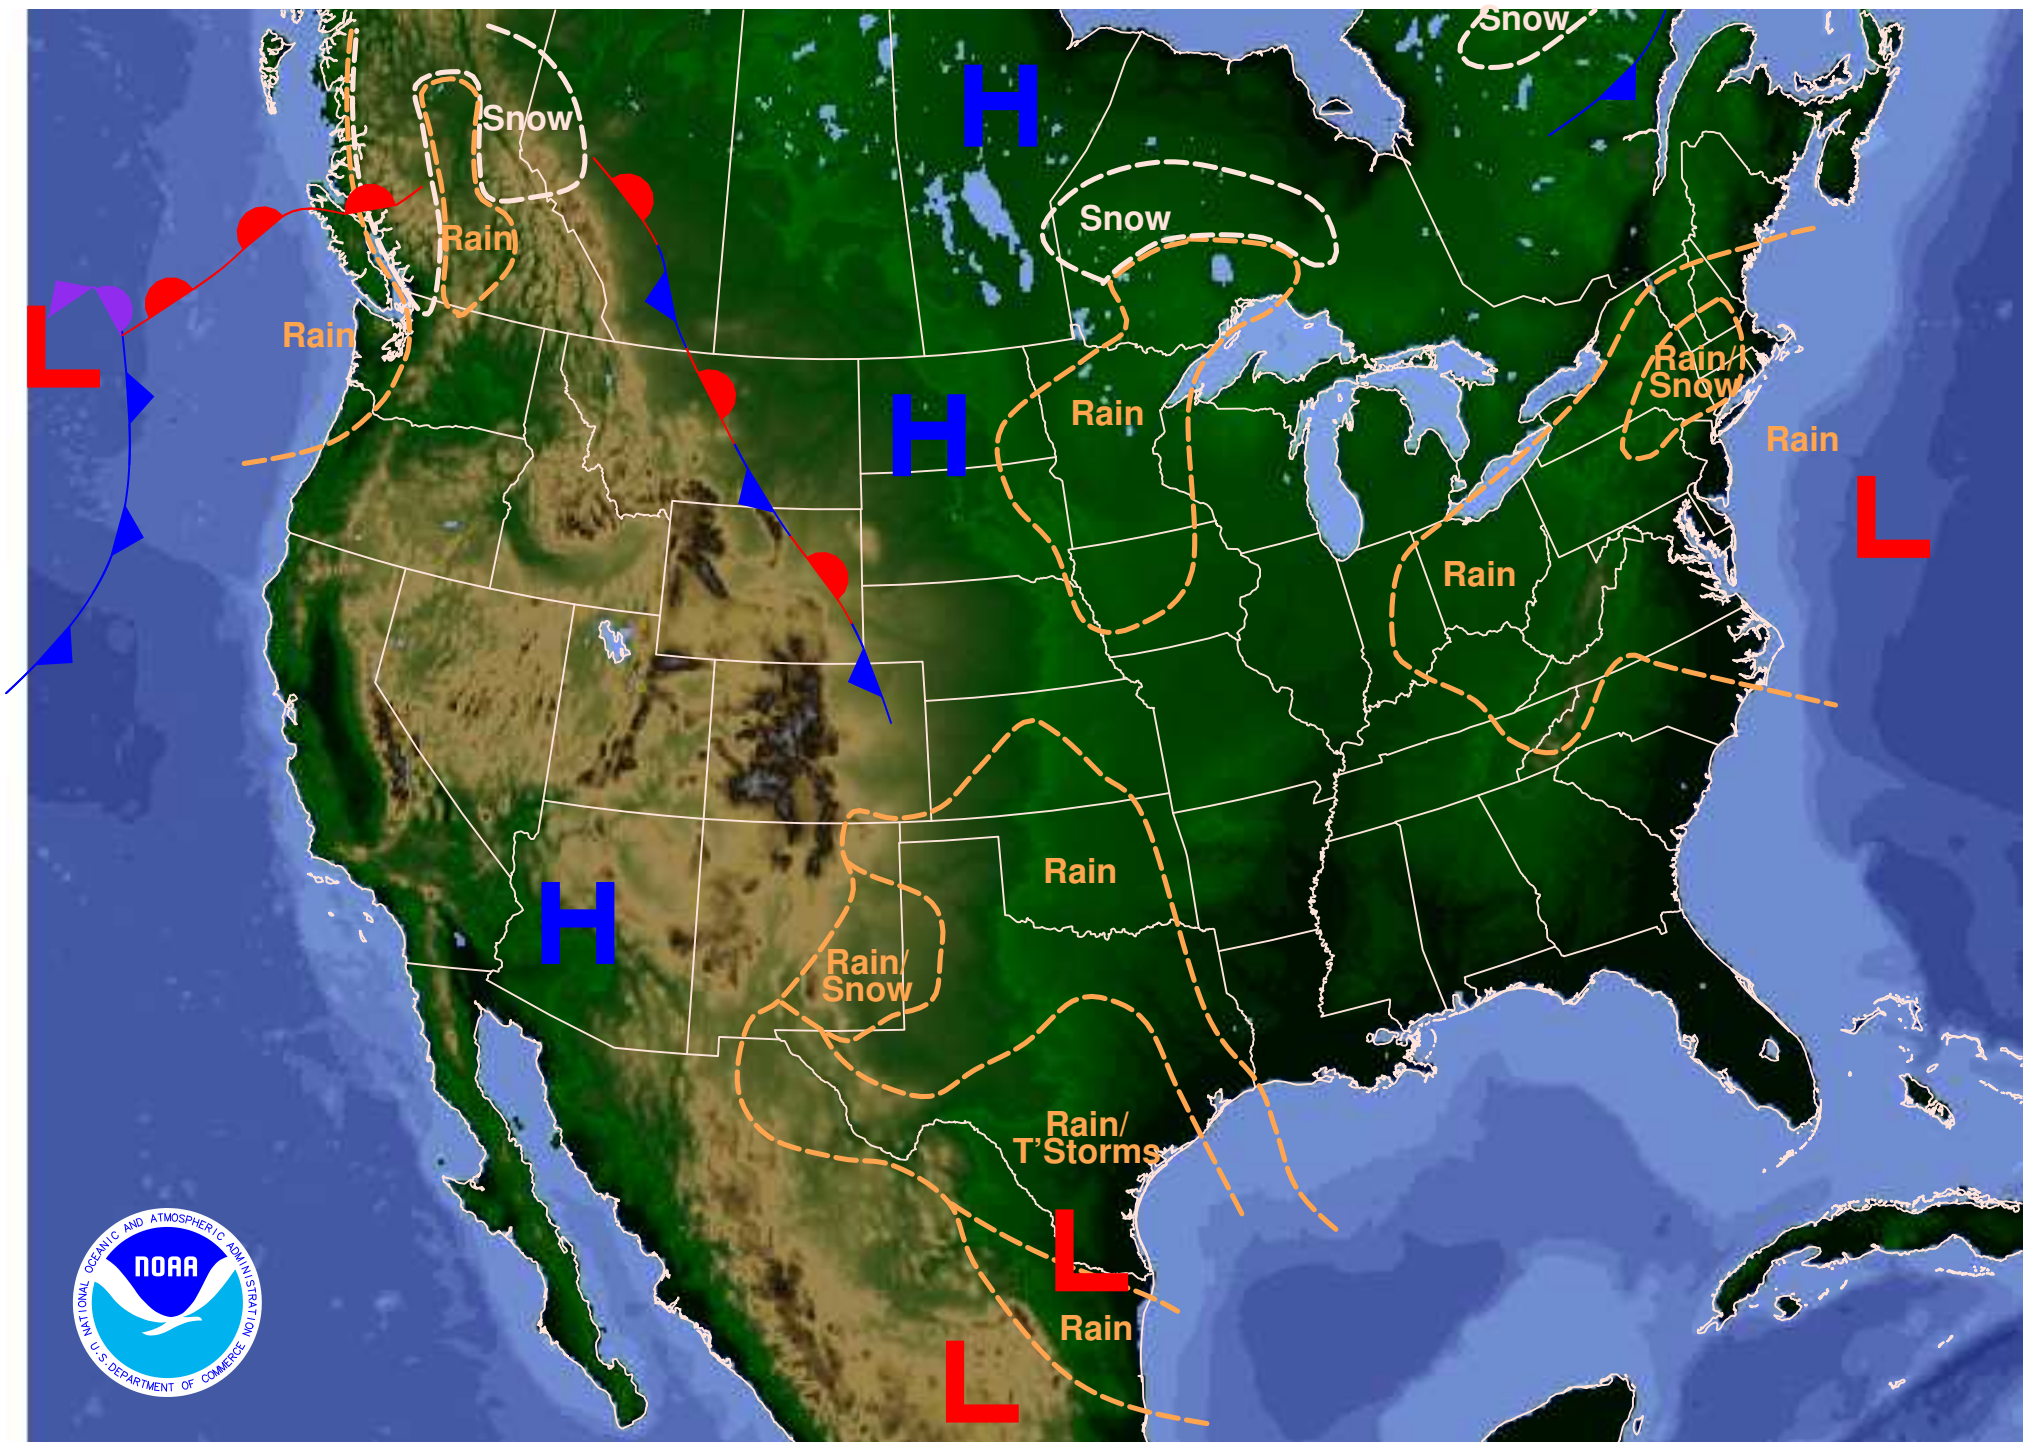 Snow
H
Snow
Snow
Rain
L
Rain
Rain/
Snow
H
Rain
Rain
L
Rain
Rain
H
Rain/
Snow
Rain/
T'Storms
L
Rain
L
NATIONAL OCEANIC AND ATMOSPHERIC ADMINISTRATION
NOAA
U.S. DEPARTMENT OF COMMERCE